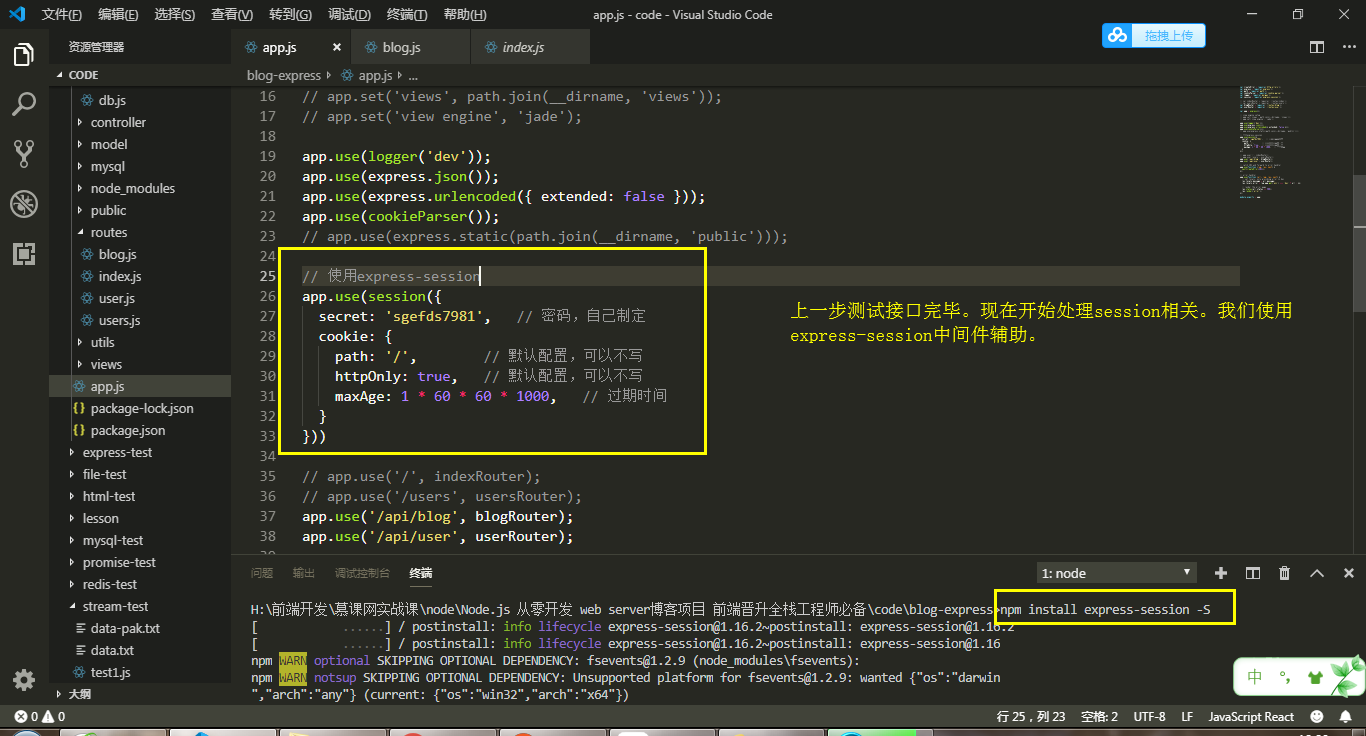 文件(F) 编辑(E) 选择(S) 查看(V) 转到(G) 调试(D) 终端(T) 帮助(H) app.js - code - Visual Studio Code
拖拽上传
资源管理器
app.js × blog.js index.js
CODE
blog-express app.js ...
db.js
controller
model
mysql
node_modules
public
routes
blog.js
index.js
user.js
users.js
utils
views
app.js
package-lock.json
package.json
express-test
file-test
html-test
lesson
mysql-test
promise-test
redis-test
stream-test
data-pak.txt
data.txt
test1.js
大纲
16 // app.set('views', path.join(__dirname, 'views'));
17 // app.set('view engine', 'jade');
18
19 app.use(logger('dev'));
20 app.use(express.json());
21 app.use(express.urlencoded({ extended: false }));
22 app.use(cookieParser());
23 // app.use(express.static(path.join(__dirname, 'public')));
24
25 // 使用express-session
26 app.use(session({
27 secret: 'sgefds7981', // 密码，自己制定
28 cookie: {
29 path: '/', // 默认配置，可以不写
30 httpOnly: true, // 默认配置，可以不写
31 maxAge: 1 * 60 * 60 * 1000, // 过期时间
32 }
33 }))
34
35 // app.use('/', indexRouter);
36 // app.use('/users', usersRouter);
37 app.use('/api/blog', blogRouter);
38 app.use('/api/user', userRouter);
上一步测试接口完毕。现在开始处理session相关。我们使用
express-session中间件辅助。
问题 输出 调试控制台 终端
1: node
H:\前端开发\慕课网实战课\node\Node.js 从零开发 web server博客项目 前端晋升全栈工程师必备\code\blog-express>npm install express-session -S
[ ......] / postinstall: info lifecycle express-session@1.16.2~postinstall: express-session@1.16.2
[ ......] / postinstall: info lifecycle express-session@1.16.2~postinstall: express-session@1.16
npm WARN optional SKIPPING OPTIONAL DEPENDENCY: fsevents@1.2.9 (node_modules\fsevents):
npm WARN notsup SKIPPING OPTIONAL DEPENDENCY: Unsupported platform for fsevents@1.2.9: wanted {"os":"darwin
","arch":"any"} (current: {"os":"win32","arch":"x64"})
中 °,
0 0 行 25，列 23 空格: 2 UTF-8 LF JavaScript React